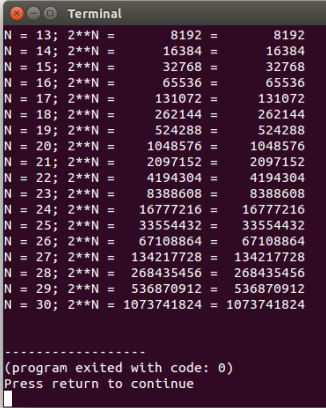 Terminal
N = 13; 2**N =       8192 =       8192
N = 14; 2**N =      16384 =      16384
N = 15; 2**N =      32768 =      32768
N = 16; 2**N =      65536 =      65536
N = 17; 2**N =     131072 =     131072
N = 18; 2**N =     262144 =     262144
N = 19; 2**N =     524288 =     524288
N = 20; 2**N =    1048576 =    1048576
N = 21; 2**N =    2097152 =    2097152
N = 22; 2**N =    4194304 =    4194304
N = 23; 2**N =    8388608 =    8388608
N = 24; 2**N =   16777216 =   16777216
N = 25; 2**N =   33554432 =   33554432
N = 26; 2**N =   67108864 =   67108864
N = 27; 2**N =  134217728 =  134217728
N = 28; 2**N =  268435456 =  268435456
N = 29; 2**N =  536870912 =  536870912
N = 30; 2**N = 1073741824 = 1073741824
------------------
(program exited with code: 0)
Press return to continue